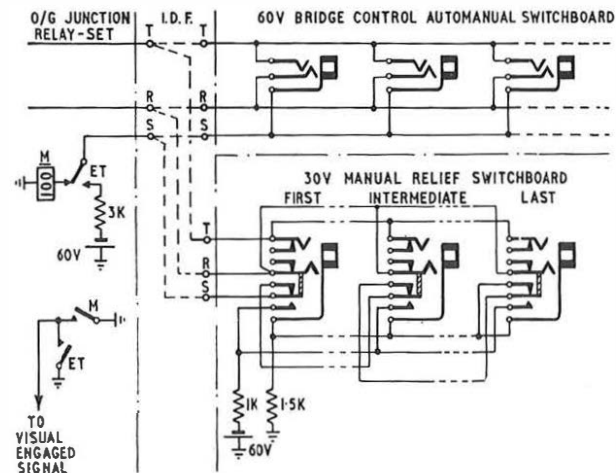 O/G JUNCTION
RELAY-SET
I.D.F.
60V BRIDGE CONTROL AUTOMANUAL SWITCHBOARD
T T
R R
S S
M
100
ET
3K
60V
30V MANUAL RELIEF SWITCHBOARD
FIRST INTERMEDIATE LAST
T
R
S
M
ET
1K 1·5K
60V
TO
VISUAL
ENGAGED
SIGNAL